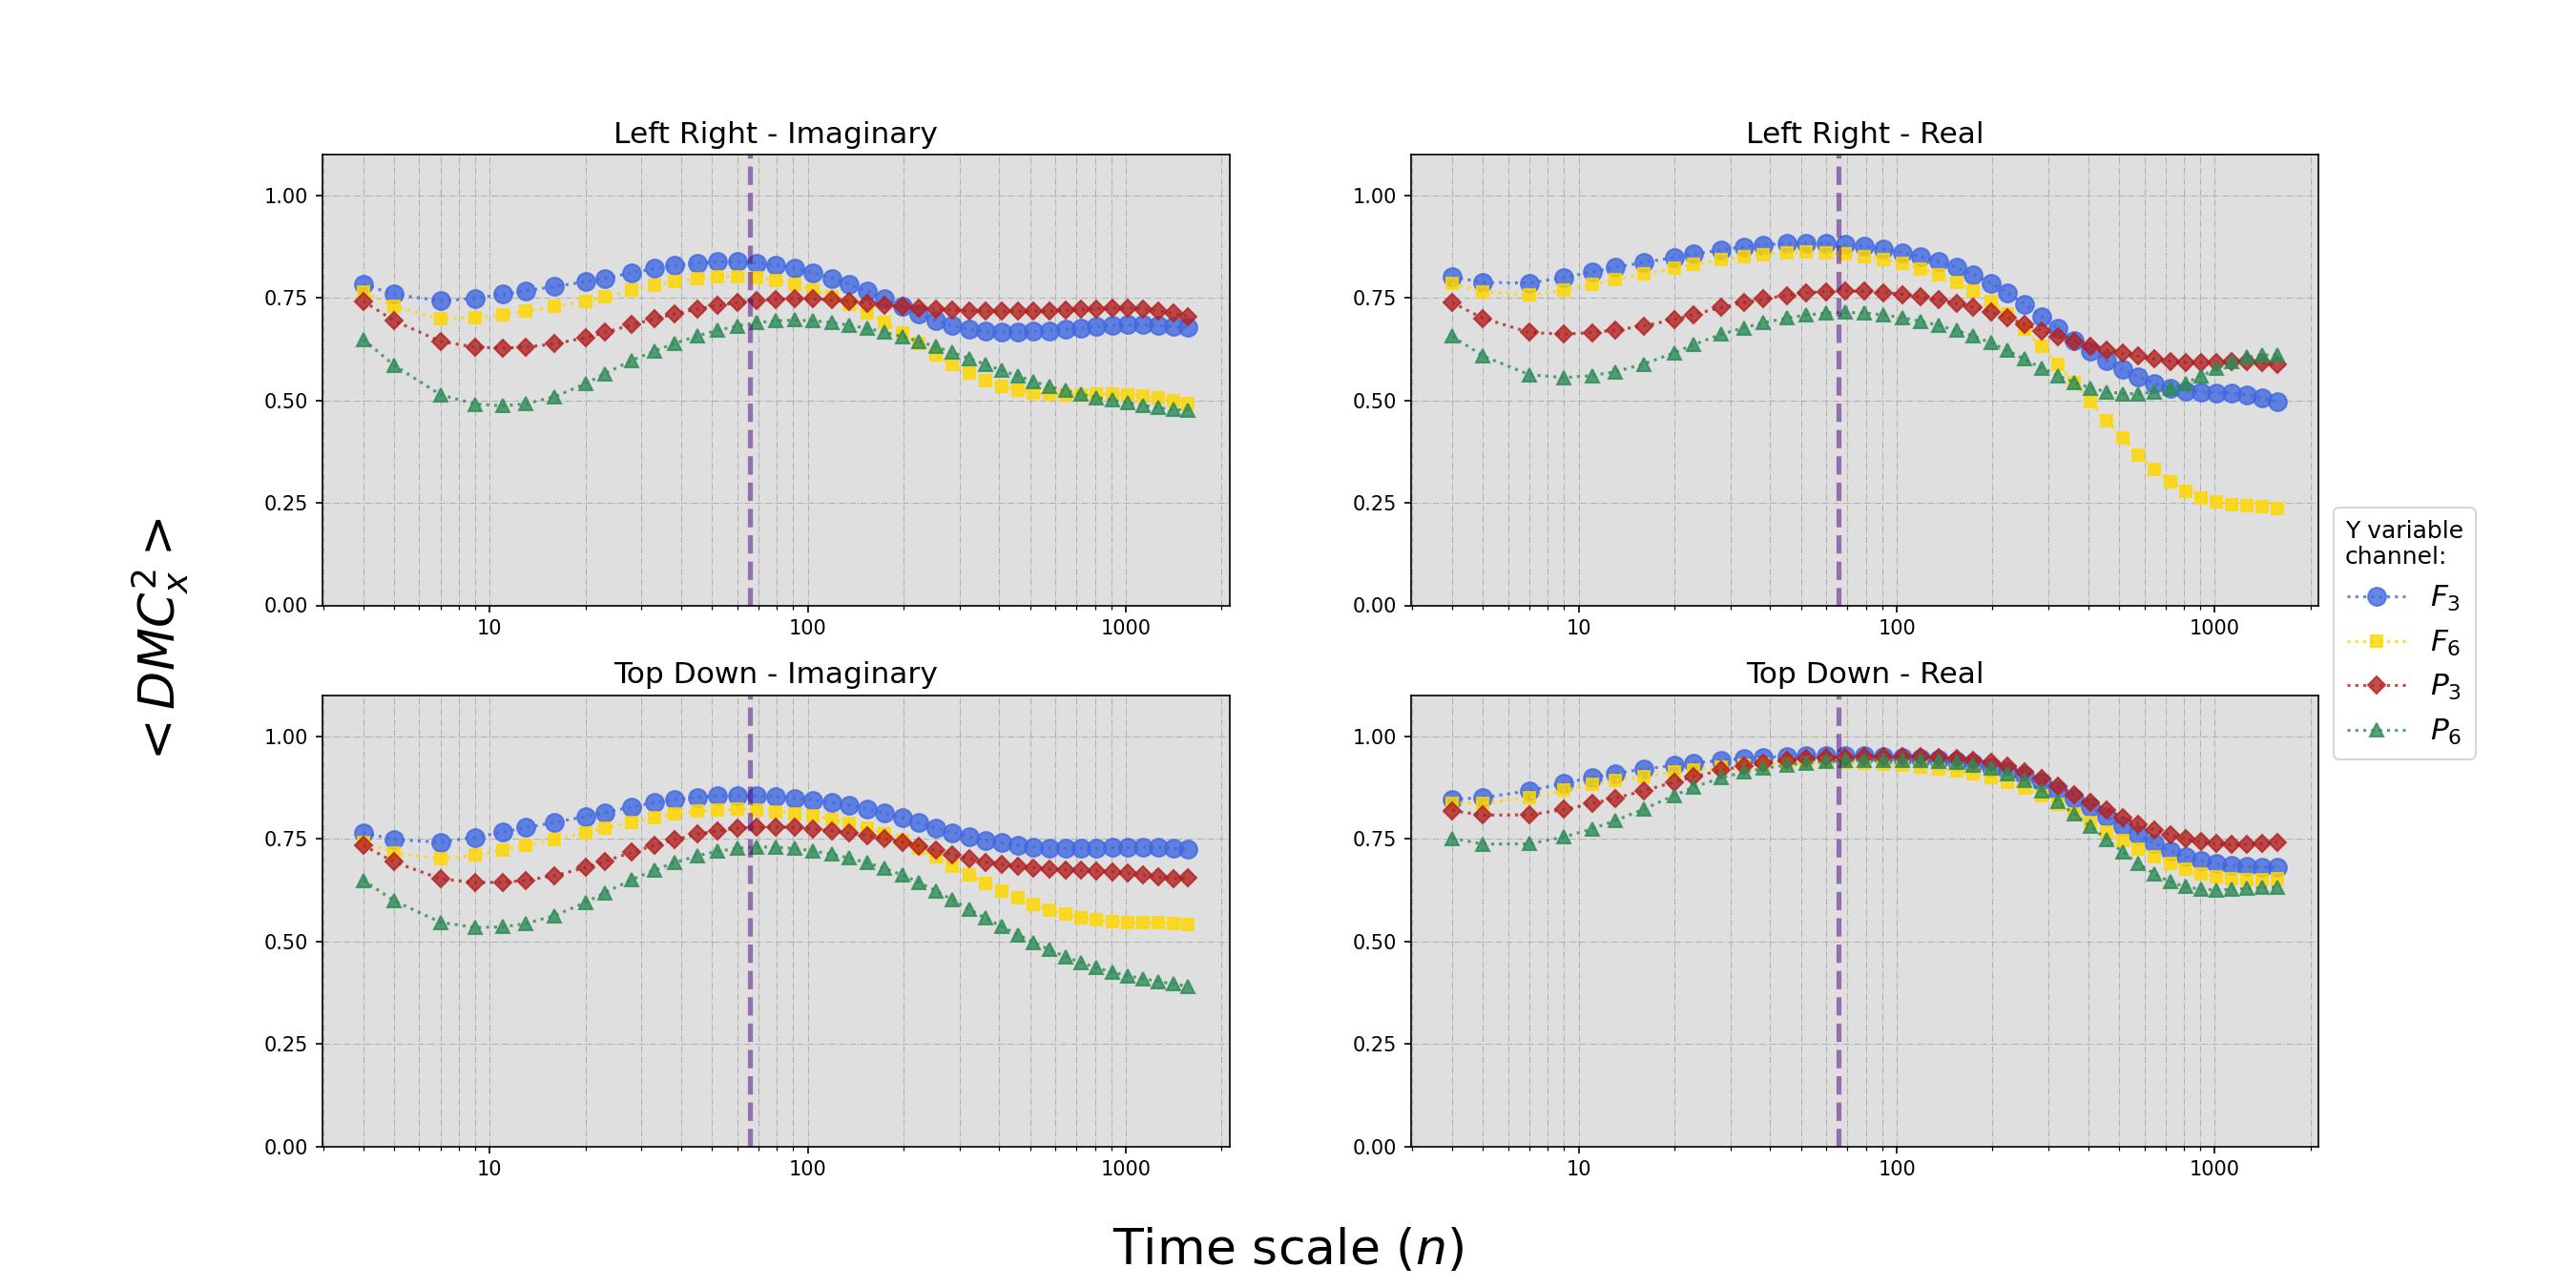 Left Right - Imaginary
1.00
0.75
0.50
0.25
0.00
10 100 1000
Left Right - Real
1.00
0.75
0.50
0.25
0.00
10 100 1000
Top Down - Imaginary
1.00
0.75
0.50
0.25
0.00
10 100 1000
Top Down - Real
1.00
0.75
0.50
0.25
0.00
10 100 1000
< DMC²ₓ >
Time scale (n)
Y variable
channel:
F₃
F₆
P₃
P₆